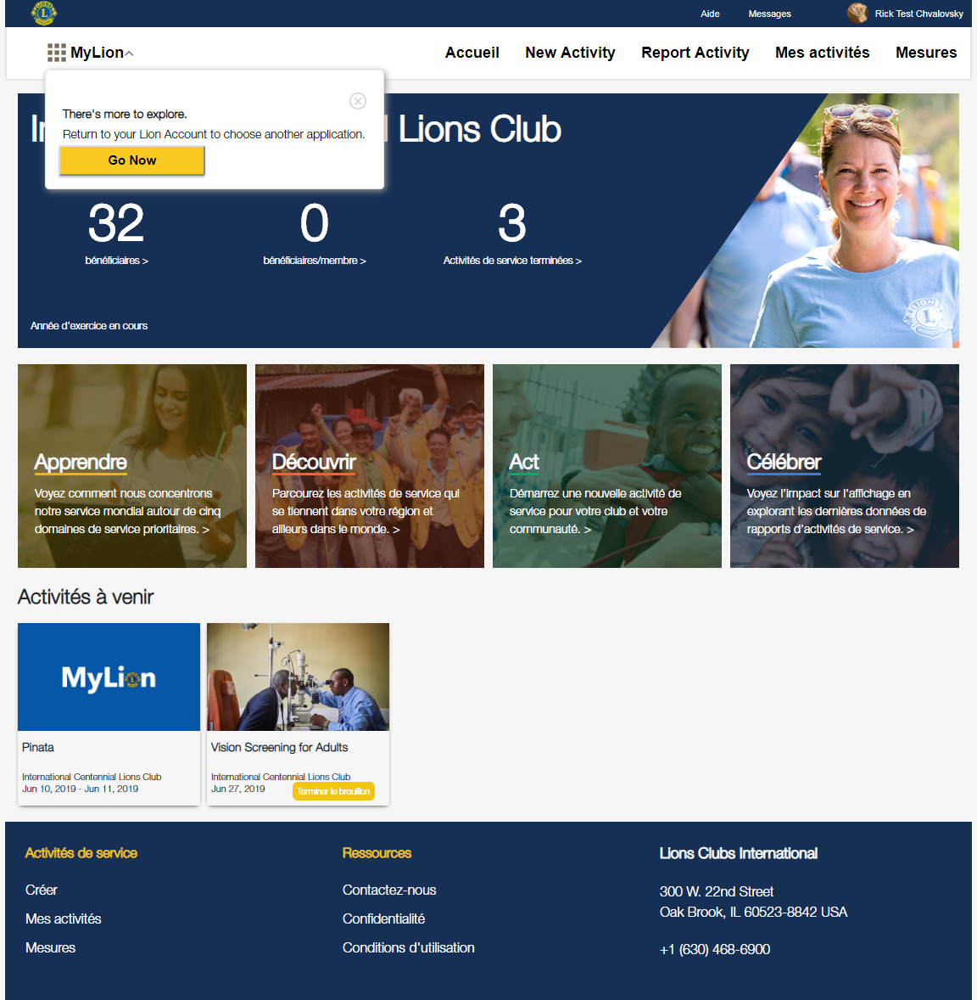 Aide Messages Rick Test Chvalovsky
MyLion Accueil New Activity Report Activity Mes activités Mesures
There's more to explore.
Return to your Lion Account to choose another application.
Go Now
Lions Club
32 0 3
bénéficiaires > bénéficiaires/membre > Activités de service terminées >
Année d'exercice en cours
Apprendre
Voyez comment nous concentrons
notre service mondial autour de cinq
domaines de service prioritaires. >
Découvrir
Parcourez les activités de service qui
se tiennent dans votre région et
ailleurs dans le monde. >
Act
Démarrez une nouvelle activité de
service pour votre club et votre
communauté. >
Célébrer
Voyez l'impact sur l'affichage en
explorant les dernières données de
rapports d'activités de service. >
Activités à venir
MyLion
Pinata
International Centennial Lions Club
Jun 10, 2019 - Jun 11, 2019
Vision Screening for Adults
International Centennial Lions Club
Jun 27, 2019
Terminer le brouillon
Activités de service
Créer
Mes activités
Mesures
Ressources
Contactez-nous
Confidentialité
Conditions d'utilisation
Lions Clubs International
300 W. 22nd Street
Oak Brook, IL 60523-8842 USA
+1 (630) 468-6900